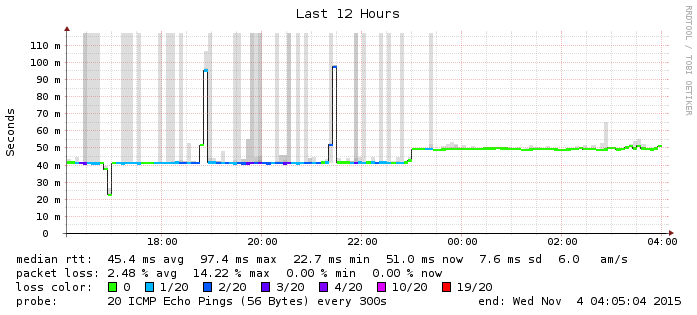 Last 12 Hours
RRDTOOL / TOBI OETIKER
Seconds
110 m
100 m
90 m
80 m
70 m
60 m
50 m
40 m
30 m
20 m
10 m
0
18:00 20:00 22:00 00:00 02:00 04:00
median rtt: 45.4 ms avg 97.4 ms max 22.7 ms min 51.0 ms now 7.6 ms sd 6.0 am/s
packet loss: 2.48 % avg 14.22 % max 0.00 % min 0.00 % now
loss color: 0 1/20 2/20 3/20 4/20 10/20 19/20
probe: 20 ICMP Echo Pings (56 Bytes) every 300s end: Wed Nov 4 04:05:04 2015